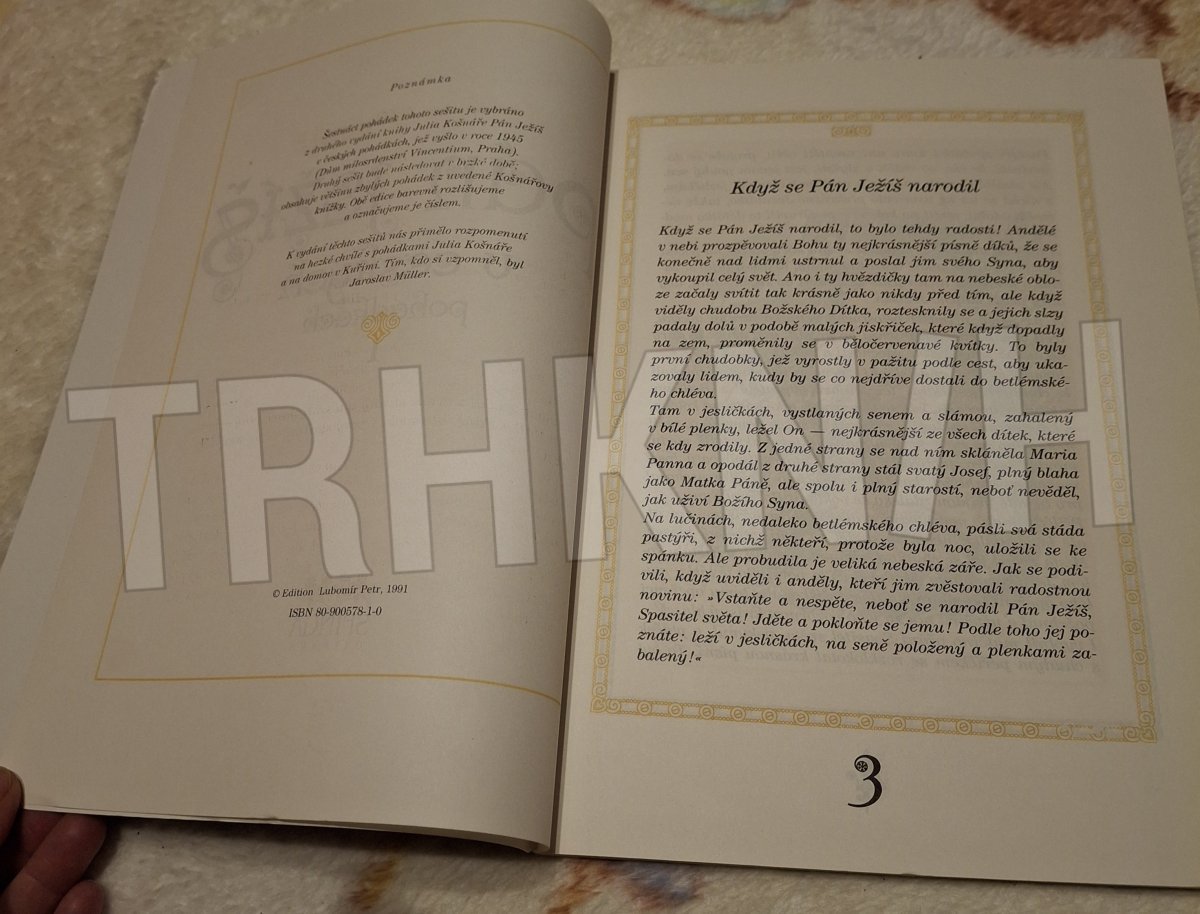 Poznámka
Šestnáct pohádek tohoto sešitu je vybráno
z druhého vydání knihy Julia Košnáře Pán Ježíš
v českých pohádkách, jež vyšlo v roce 1945
(Dům milosrdenství Vincentium, Praha).
Druhý sešit bude následovat v brzké době;
obsahuje většinu zbylých pohádek z uvedené Košnářovy
knížky. Obě edice barevně rozlišujeme
a označujeme je číslem.
K vydání těchto sešitů nás přimělo rozpomenutí
na hezké chvíle s pohádkami Julia Košnáře
a na domov v Kuřimi. Tím, kdo si vzpomněl, byl
Jaroslav Müller.
© Edition Lubomír Petr, 1991
ISBN 80-900578-1-0
Když se Pán Ježíš narodil
Když se Pán Ježíš narodil, to bylo tehdy radosti! Andělé
v nebi prozpěvovali Bohu ty nejkrásnější písně díků, že se
konečně nad lidmi ustrnul a poslal jim svého Syna, aby
vykoupil celý svět. Ano i ty hvězdičky tam na nebeské oblo-
ze začaly svítit tak krásně jako nikdy před tím, ale když
viděly chudobu Božského Dítka, roztesknily se a jejich slzy
padaly dolů v podobě malých jiskřiček, které když dopadly
na zem, proměnily se v běločervenavé kvítky. To byly
první chudobky, jež vyrostly v pažitu podle cest, aby uka-
zovaly lidem, kudy by se co nejdříve dostali do betlémské-
ho chléva.
Tam v jesličkách, vystlaných senem a slámou, zahalený
v bílé plenky, ležel On — nejkrásnější ze všech dítek, které
se kdy zrodily. Z jedné strany se nad ním skláněla Maria
Panna a opodál z druhé strany stál svatý Josef, plný blaha
jako Matka Páně, ale spolu i plný starostí, neboť nevěděl,
jak uživí Božího Syna.
Na lučinách, nedaleko betlémského chléva, pásli svá stáda
pastýři, z nichž někteří, protože byla noc, uložili se ke
spánku. Ale probudila je veliká nebeská záře. Jak se podi-
vili, když uviděli i anděly, kteří jim zvěstovali radostnou
novinu: »Vstaňte a nespěte, neboť se narodil Pán Ježíš,
Spasitel světa! Jděte a pokloňte se jemu! Podle toho jej po-
znáte: leží v jesličkách, na seně položený a plenkami za-
balený!«
3
TRHKNIH